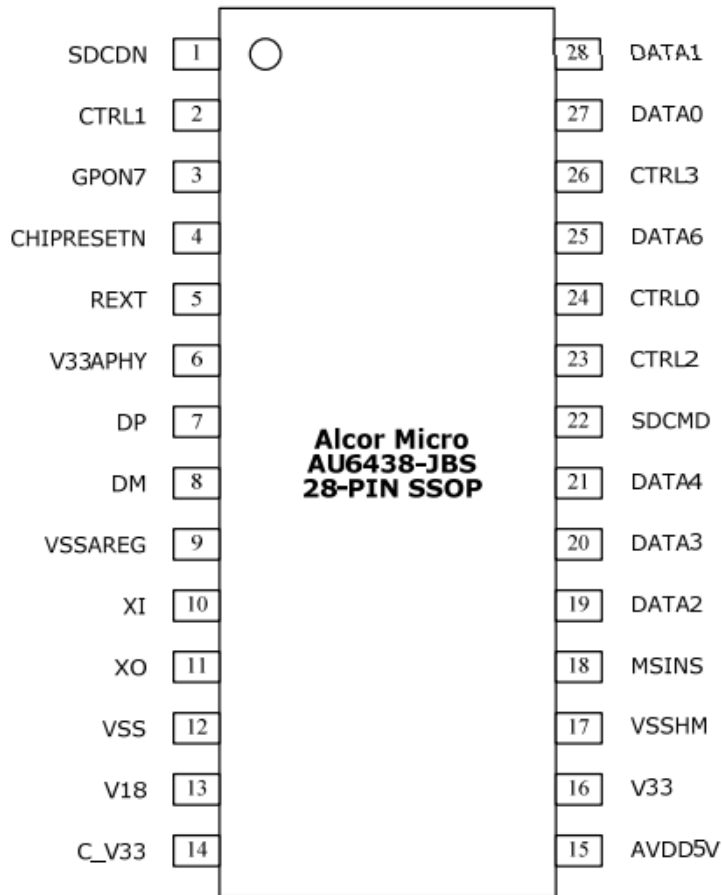 SDCDN 1 28 DATA1
CTRL1 2 27 DATA0
GPON7 3 26 CTRL3
CHIPRESETN 4 25 DATA6
REXT 5 24 CTRL0
V33APHY 6 23 CTRL2
DP 7 22 SDCMD
Alcor Micro
AU6438-JBS
28-PIN SSOP
DM 8 21 DATA4
VSSAREG 9 20 DATA3
XI 10 19 DATA2
XO 11 18 MSINS
VSS 12 17 VSSHM
V18 13 16 V33
C_V33 14 15 AVDD5V